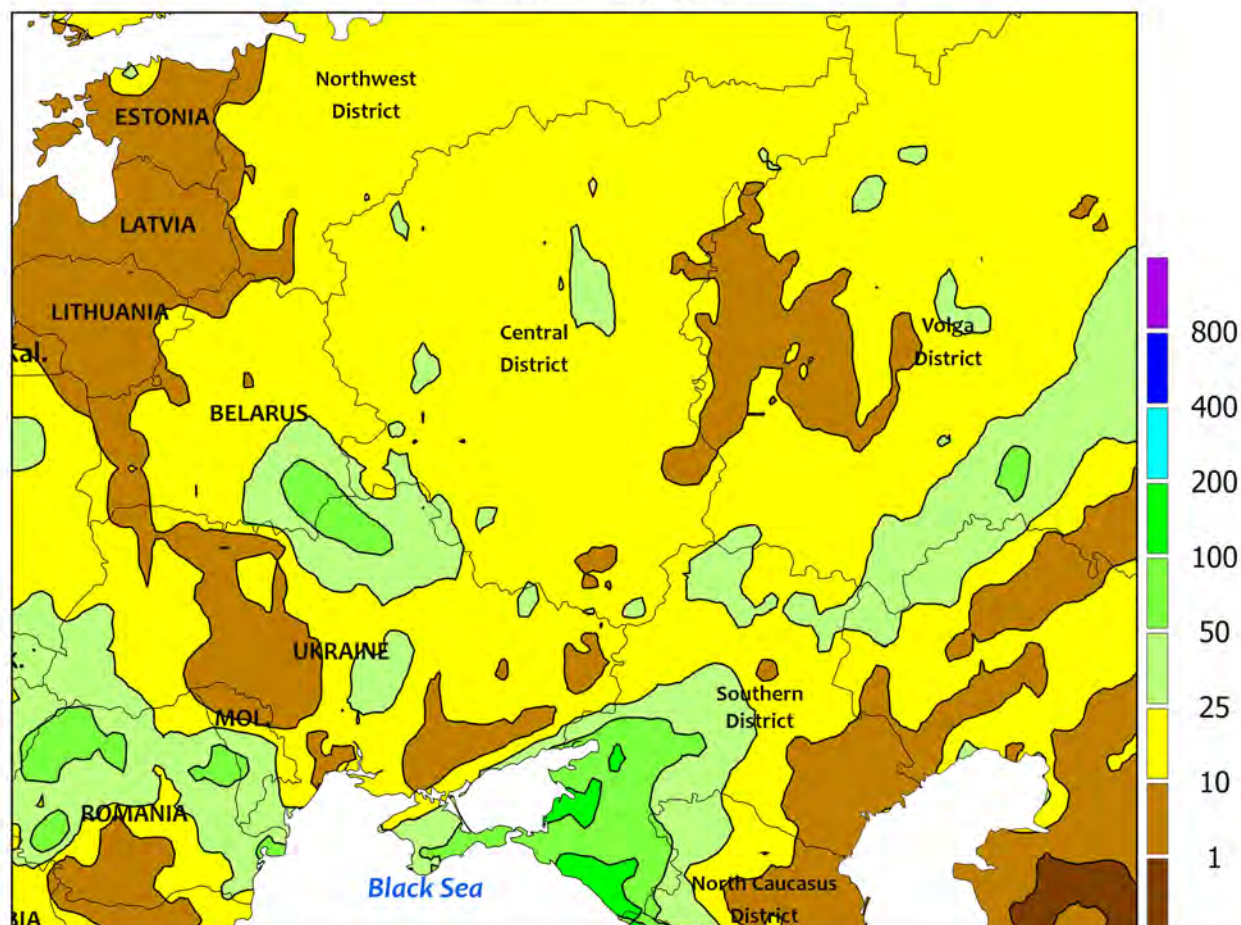 Northwest
District
ESTONIA
LATVIA
LITHUANIA
Kal.
Central
District
Volga
District
BELARUS
800
400
200
100
50
25
10
1
UKRAINE
K.
Southern
District
MOL.
ROMANIA
Black Sea
North Caucasus
District
BIA